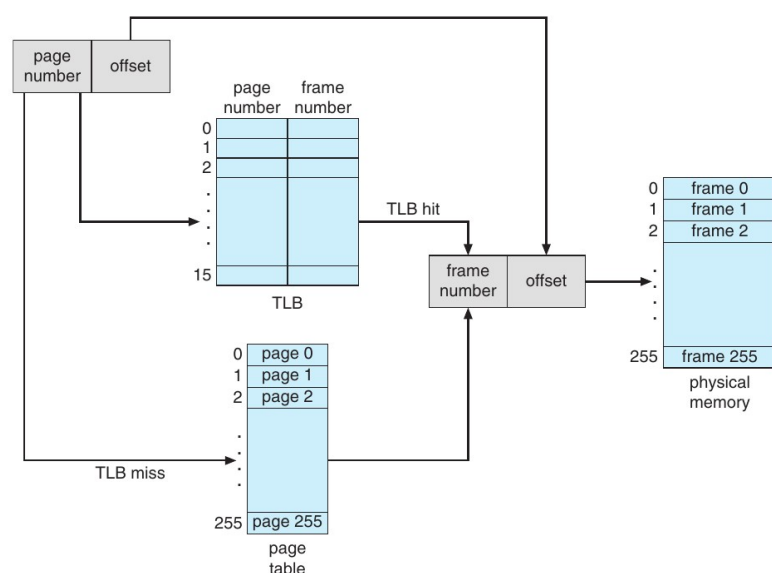 page
number
offset
page
number
frame
number
0
1
2
.
.
.
.
15
TLB
TLB hit
frame
number
offset
0
frame 0
1
frame 1
2
frame 2
.
.
.
.
255
frame 255
physical
memory
0
page 0
1
page 1
2
page 2
.
.
.
.
255
page 255
page
table
TLB miss